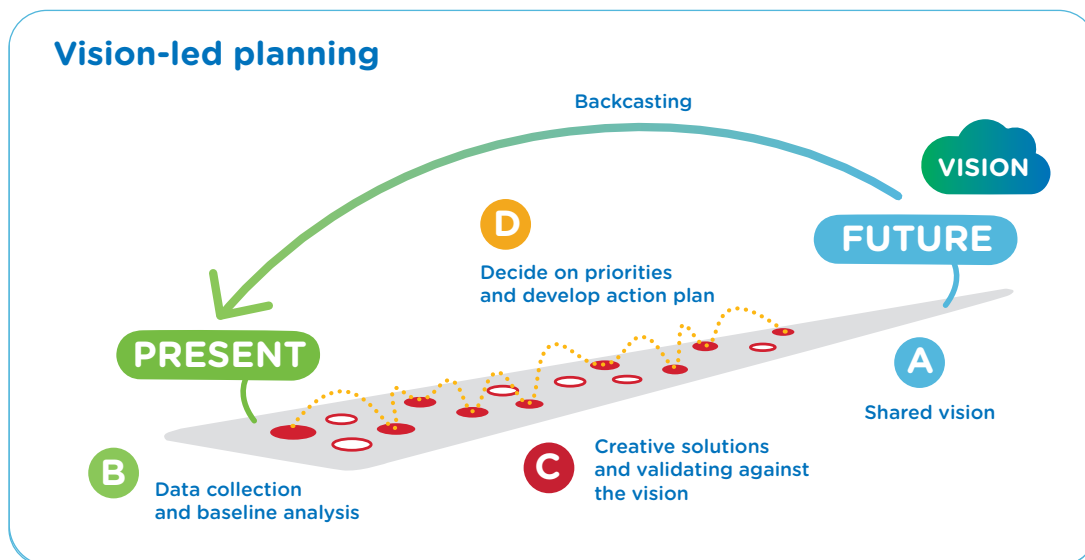 Vision-led planning
Backcasting
VISION
FUTURE
D
Decide on priorities
and develop action plan
PRESENT
A
Shared vision
B
Data collection
and baseline analysis
C
Creative solutions
and validating against
the vision